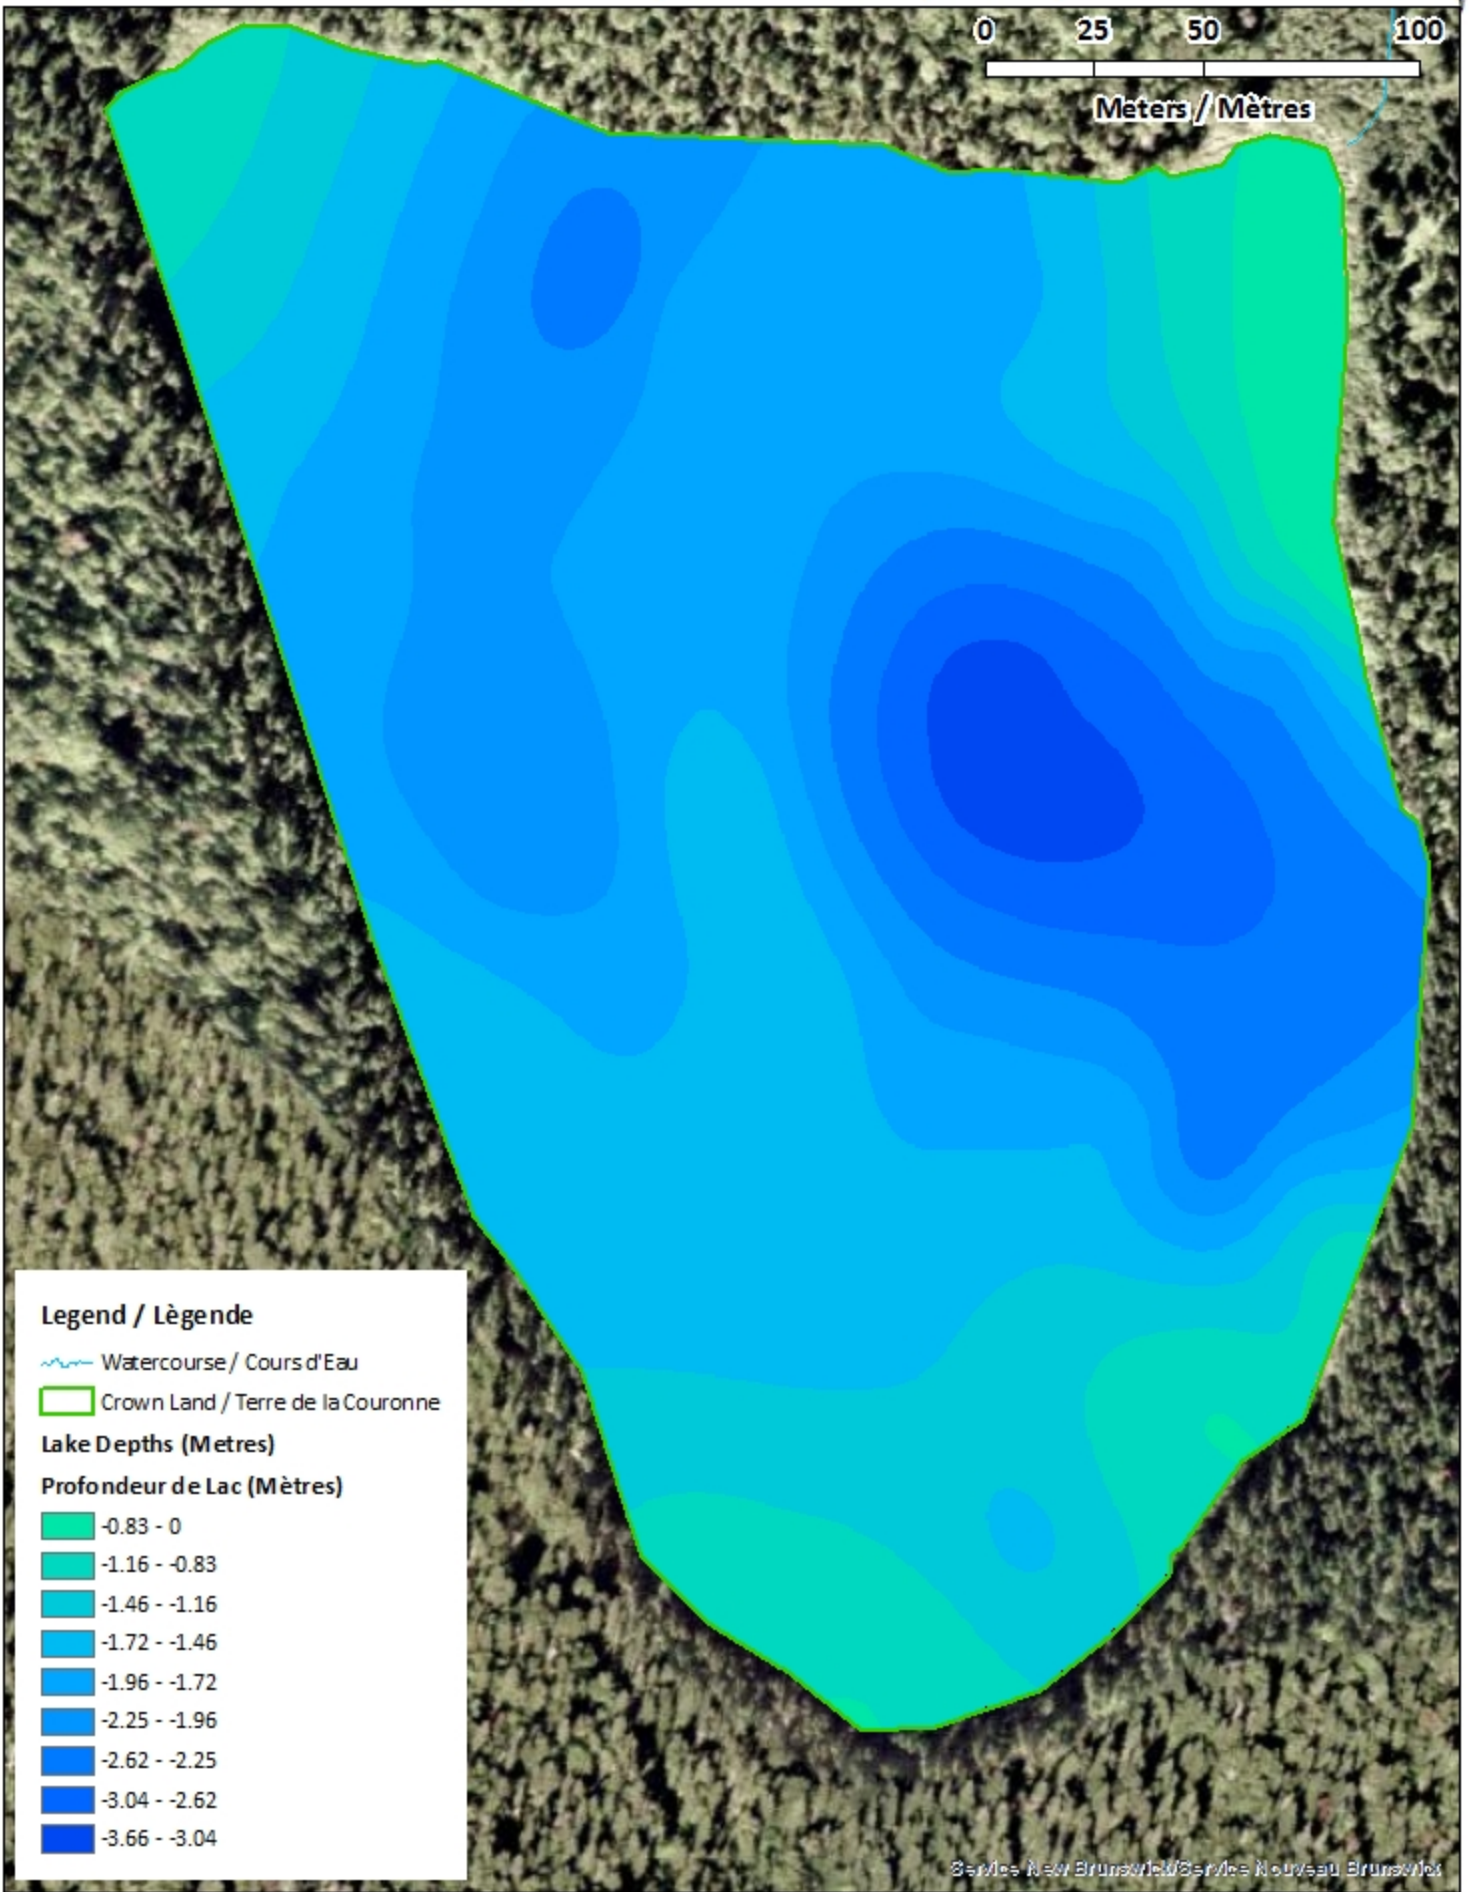 0 25 50 100
Meters / Mètres
Legend / Lègende
Watercourse / Cours d'Eau
Crown Land / Terre de la Couronne
Lake Depths (Metres)
Profondeur de Lac (Mètres)
-0.83 - 0
-1.16 - -0.83
-1.46 - -1.16
-1.72 - -1.46
-1.96 - -1.72
-2.25 - -1.96
-2.62 - -2.25
-3.04 - -2.62
-3.66 - -3.04
Service New Brunswick/Service Nouveau Brunswick